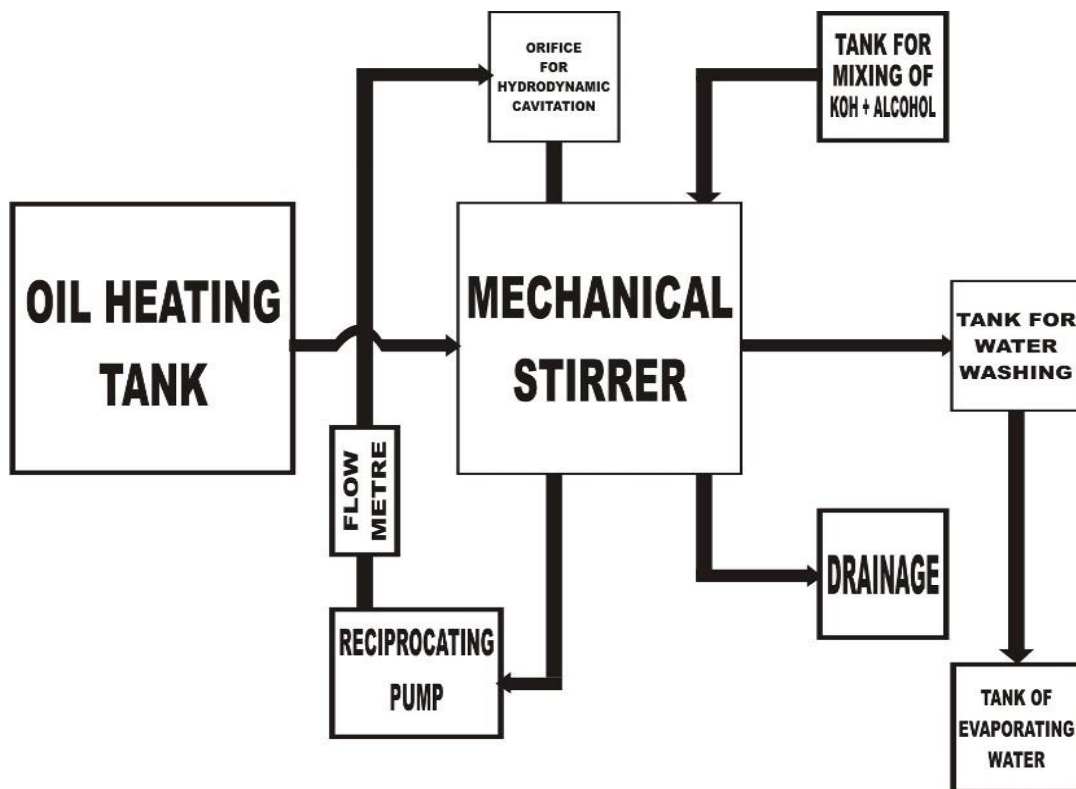 ORIFICE
FOR
HYDRODYNAMIC
CAVITATION
TANK FOR
MIXING OF
KOH + ALCOHOL
OIL HEATING
TANK
MECHANICAL
STIRRER
TANK FOR
WATER
WASHING
FLOW
METRE
DRAINAGE
RECIPROCATING
PUMP
TANK OF
EVAPORATING
WATER